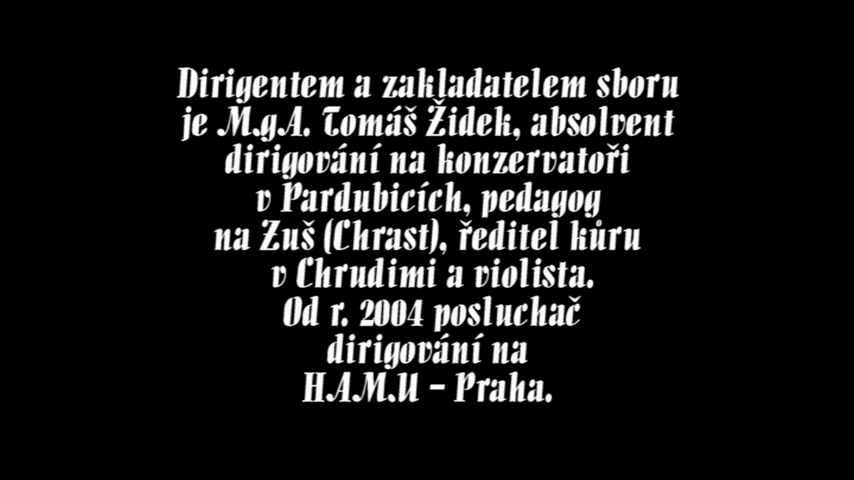 Dirigentem a zakladatelem sboru
je M.g.A. Tomáš Židek, absolvent
dirigování na konzervatoři
v Pardubicích, pedagog
na Zuš (Chrast), ředitel kůru
v Chrudimi a violista.
Od r. 2004 posluchač
dirigování na
H.A.M.U - Praha.